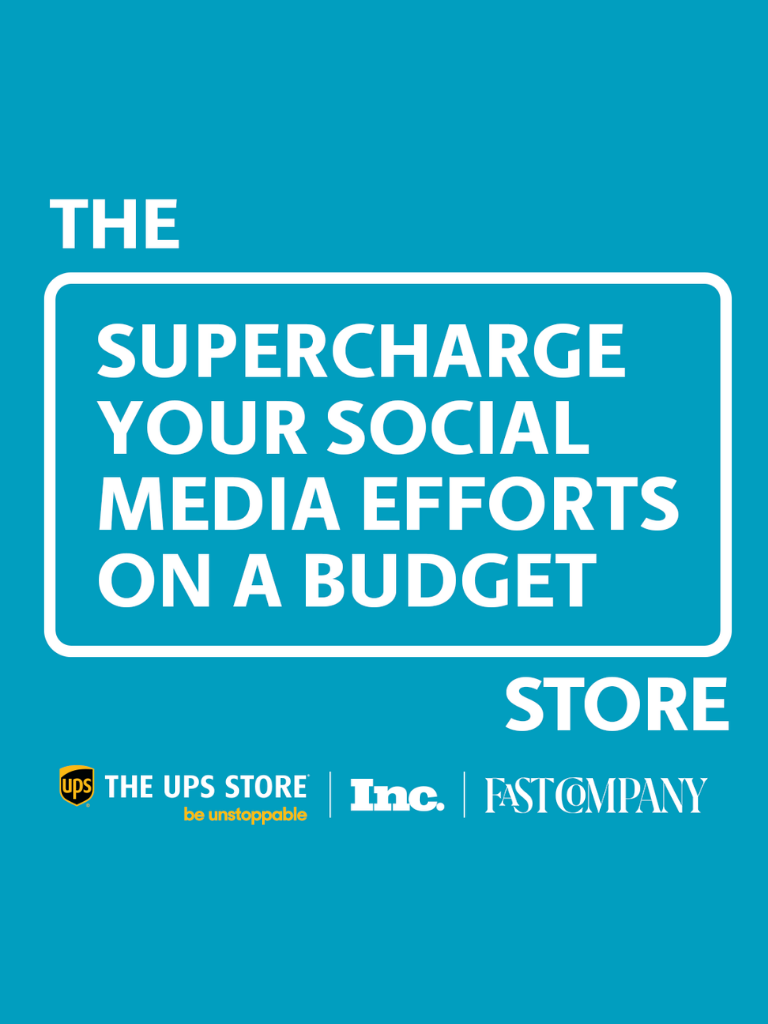 THE
SUPERCHARGE
YOUR SOCIAL
MEDIA EFFORTS
ON A BUDGET
STORE
ups THE UPS STORE Inc. FAST COMPANY
be unstoppable